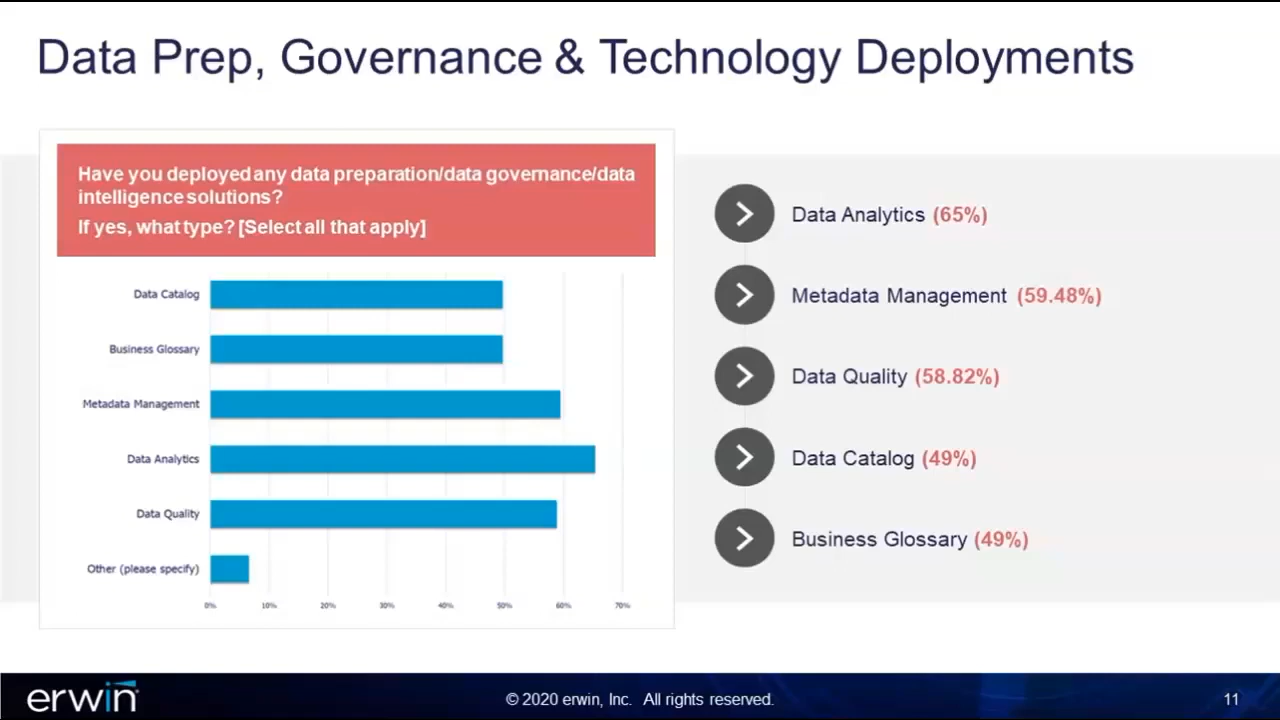 Data Prep, Governance & Technology Deployments
Have you deployed any data preparation/data governance/data
intelligence solutions?
If yes, what type? [Select all that apply]
Data Catalog
Business Glossary
Metadata Management
Data Analytics
Data Quality
Other (please specify)
0% 10% 20% 30% 40% 50% 60% 70%
Data Analytics (65%)
Metadata Management (59.48%)
Data Quality (58.82%)
Data Catalog (49%)
Business Glossary (49%)
erwin
© 2020 erwin, Inc. All rights reserved.
11